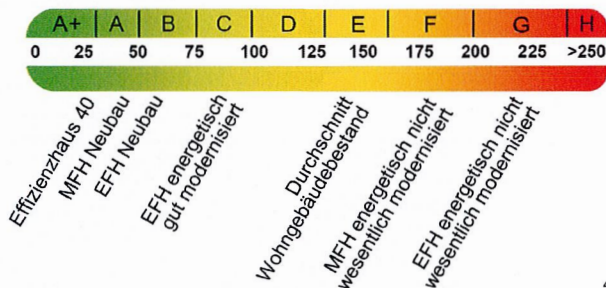 A+ A B C D E F G H
0 25 50 75 100 125 150 175 200 225 >250
Effizienzhaus 40
MFH Neubau
EFH Neubau
EFH energetisch
gut modernisiert
Durchschnitt
Wohngebäudebestand
MFH energetisch nicht
wesentlich modernisiert
EFH energetisch nicht
wesentlich modernisiert